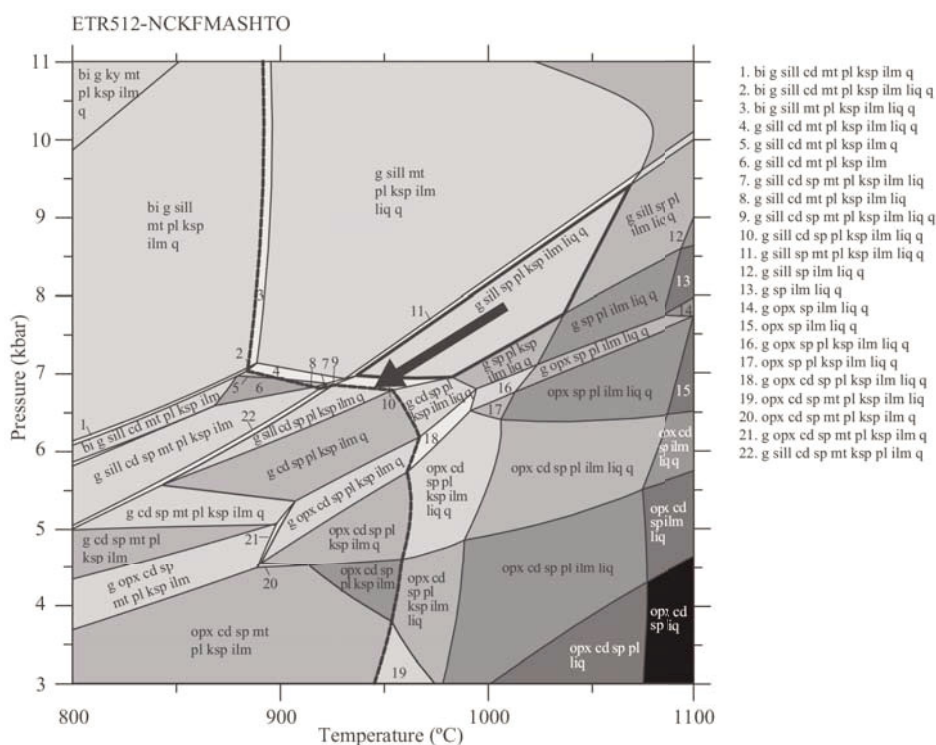 ETR512-NCKFMASHTO
11
10
9
8
7
6
5
4
3
Pressure (kbar)
800
900
1000
1100
Temperature (ºC)
bi g ky mt
pl ksp ilm
q
bi g sill
mt pl ksp
ilm q
g sill mt
pl ksp ilm
liq q
3
2
11
g sill sp pl ksp ilm liq q
g sill sp pl
ilm liq q
12
13
14
g sp pl ilm liq q
g sp pl ksp
ilm liq q
g opx sp pl ilm liq q
4
8
7
9
5
6
10
1
bi g sill cd mt pl ksp ilm
22
g sill cd sp mt pl ksp ilm
g sill cd sp pl ksp ilm q
g cd sp pl
ksp ilm liq q
16
17
18
opx sp pl ilm liq q
15
g cd sp pl ksp ilm q
g opx cd sp pl ksp ilm q
opx cd
sp pl
ksp ilm
liq q
opx cd sp pl ilm liq q
opx cd
sp pl
ilm liq
q
g cd sp mt pl ksp ilm q
21
g cd sp mt pl
ksp ilm
opx cd sp pl
ksp ilm q
opx cd
sp ilm
liq
g opx cd sp
mt pl ksp ilm
20
opx cd sp
pl ksp ilm
opx cd
sp pl
ksp ilm
liq
opx cd sp pl ilm liq
opx cd sp mt
pl ksp ilm
19
opx cd sp pl
liq
opx cd
sp liq
1. bi g sill cd mt pl ksp ilm q
2. bi g sill cd mt pl ksp ilm liq q
3. bi g sill mt pl ksp ilm liq q
4. g sill cd mt pl ksp ilm liq q
5. g sill cd mt pl ksp ilm q
6. g sill cd mt pl ksp ilm
7. g sill cd sp mt pl ksp ilm liq
8. g sill cd mt pl ksp ilm liq
9. g sill cd sp mt pl ksp ilm liq q
10. g sill cd sp pl ksp ilm liq q
11. g sill sp mt pl ksp ilm liq q
12. g sill sp ilm liq q
13. g sp ilm liq q
14. g opx sp ilm liq q
15. opx sp ilm liq q
16. g opx sp pl ksp ilm liq q
17. opx sp pl ksp ilm liq q
18. g opx cd sp pl ksp ilm liq q
19. opx cd sp mt pl ksp ilm liq
20. opx cd sp mt pl ksp ilm q
21. g opx cd sp mt pl ksp ilm q
22. g sill cd sp mt ksp pl ilm q